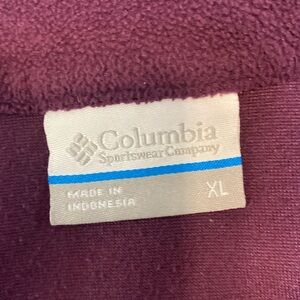 Columbia
Sportswear Company
MADE IN
INDONESIA
XL